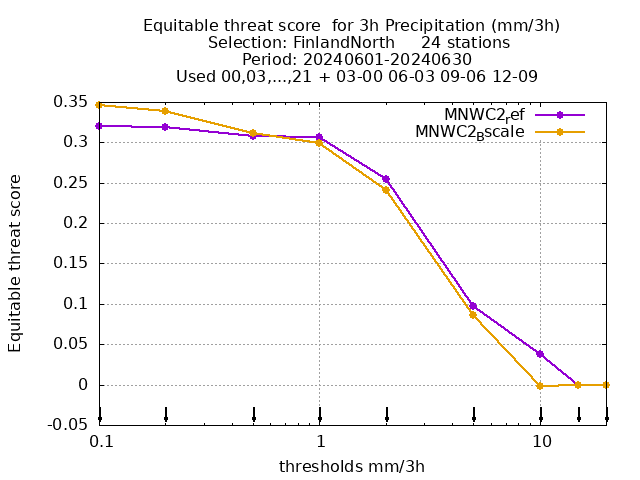 Equitable threat score for 3h Precipitation (mm/3h)
Selection: FinlandNorth 24 stations
Period: 20240601-20240630
Used 00,03,...,21 + 03-00 06-03 09-06 12-09
MNWC2ref
MNWC2Bscale
Equitable threat score
0.35
0.3
0.25
0.2
0.15
0.1
0.05
0
-0.05
0.1 1 10
thresholds mm/3h